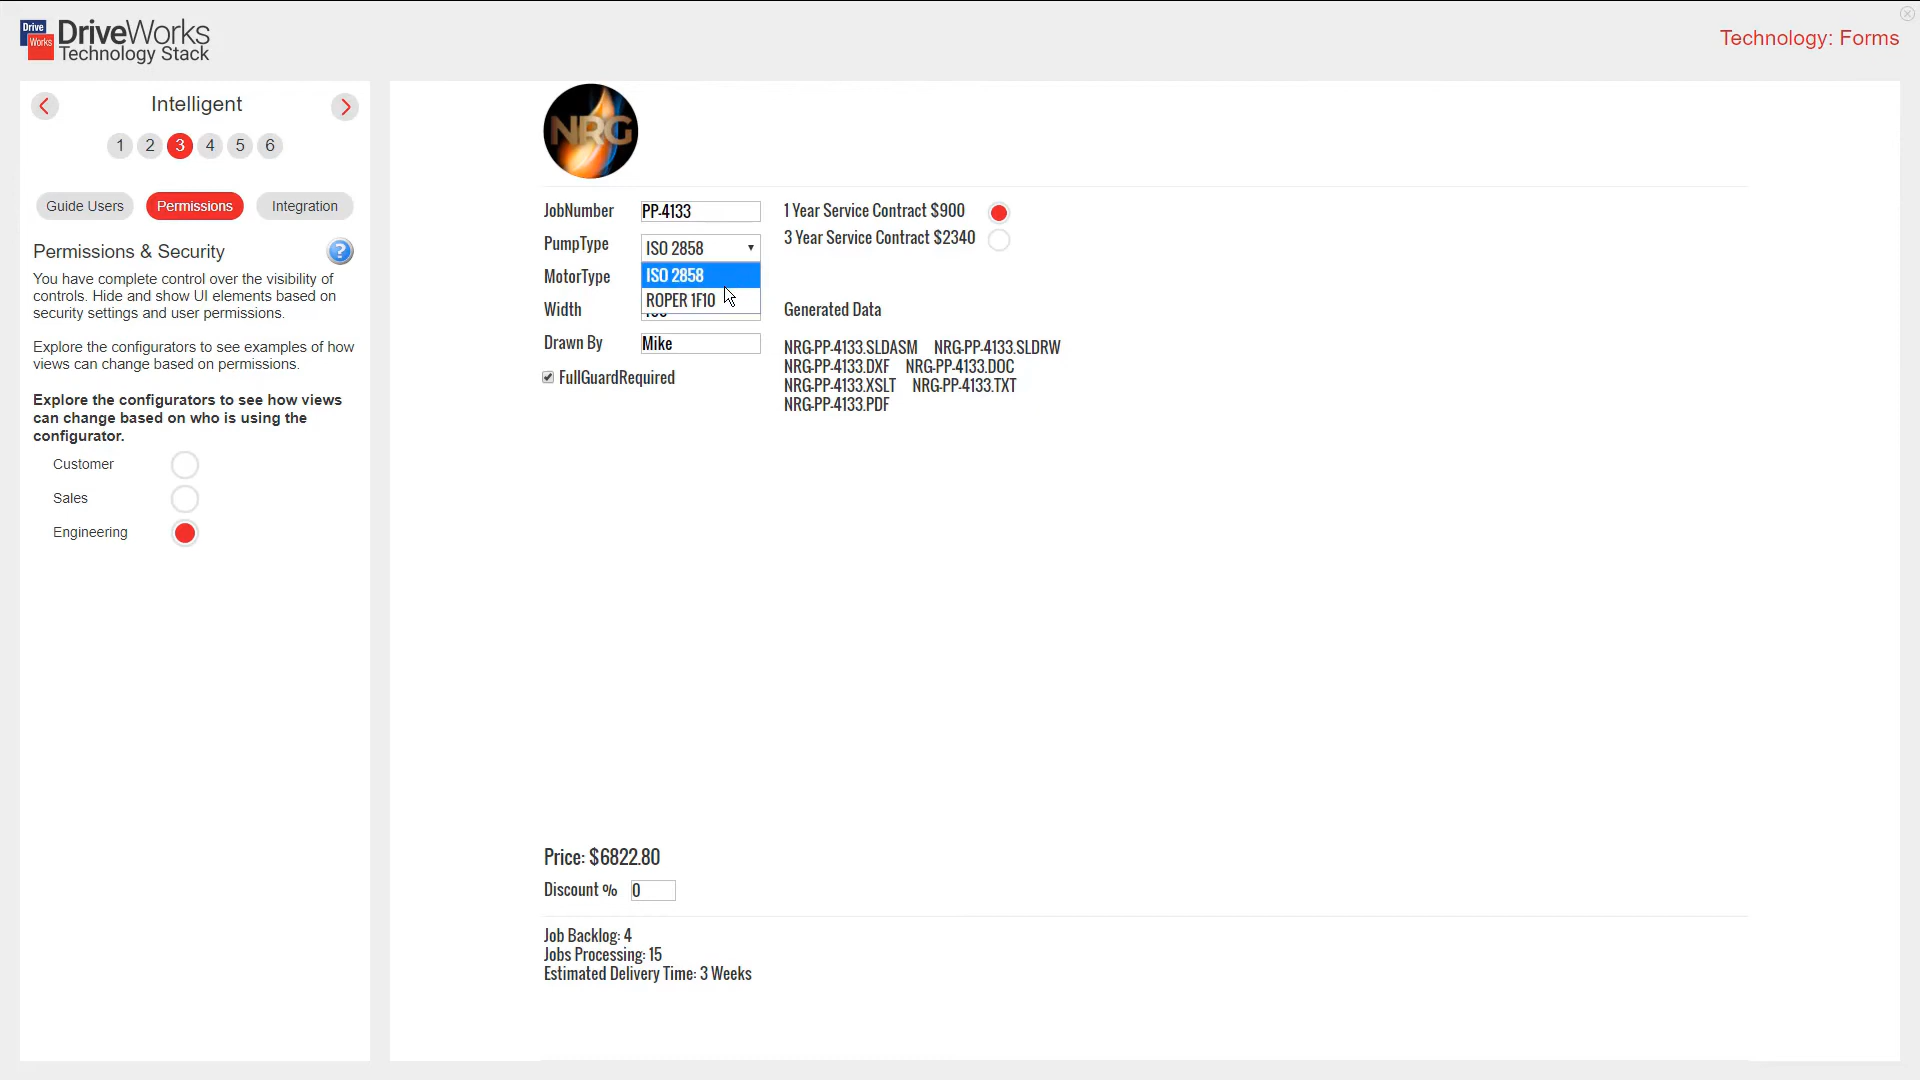 Drive
Works
DriveWorks
Technology Stack
Technology: Forms
Intelligent
1 2 3 4 5 6
Guide Users Permissions Integration
Permissions & Security
?
You have complete control over the visibility of
controls. Hide and show UI elements based on
security settings and user permissions.
Explore the configurators to see examples of how
views can change based on permissions.
Explore the configurators to see how views
can change based on who is using the
configurator.
Customer
Sales
Engineering
NRG
JobNumber PP-4133
PumpType ISO 2858
ISO 2858
ROPER 1F10
MotorType
Width
Drawn By Mike
FullGuardRequired
1 Year Service Contract $900
3 Year Service Contract $2340
Generated Data
NRG-PP-4133.SLDASM NRG-PP-4133.SLDRW
NRG-PP-4133.DXF NRG-PP-4133.DOC
NRG-PP-4133.XSLT NRG-PP-4133.TXT
NRG-PP-4133.PDF
Price: $6822.80
Discount % 0
Job Backlog: 4
Jobs Processing: 15
Estimated Delivery Time: 3 Weeks